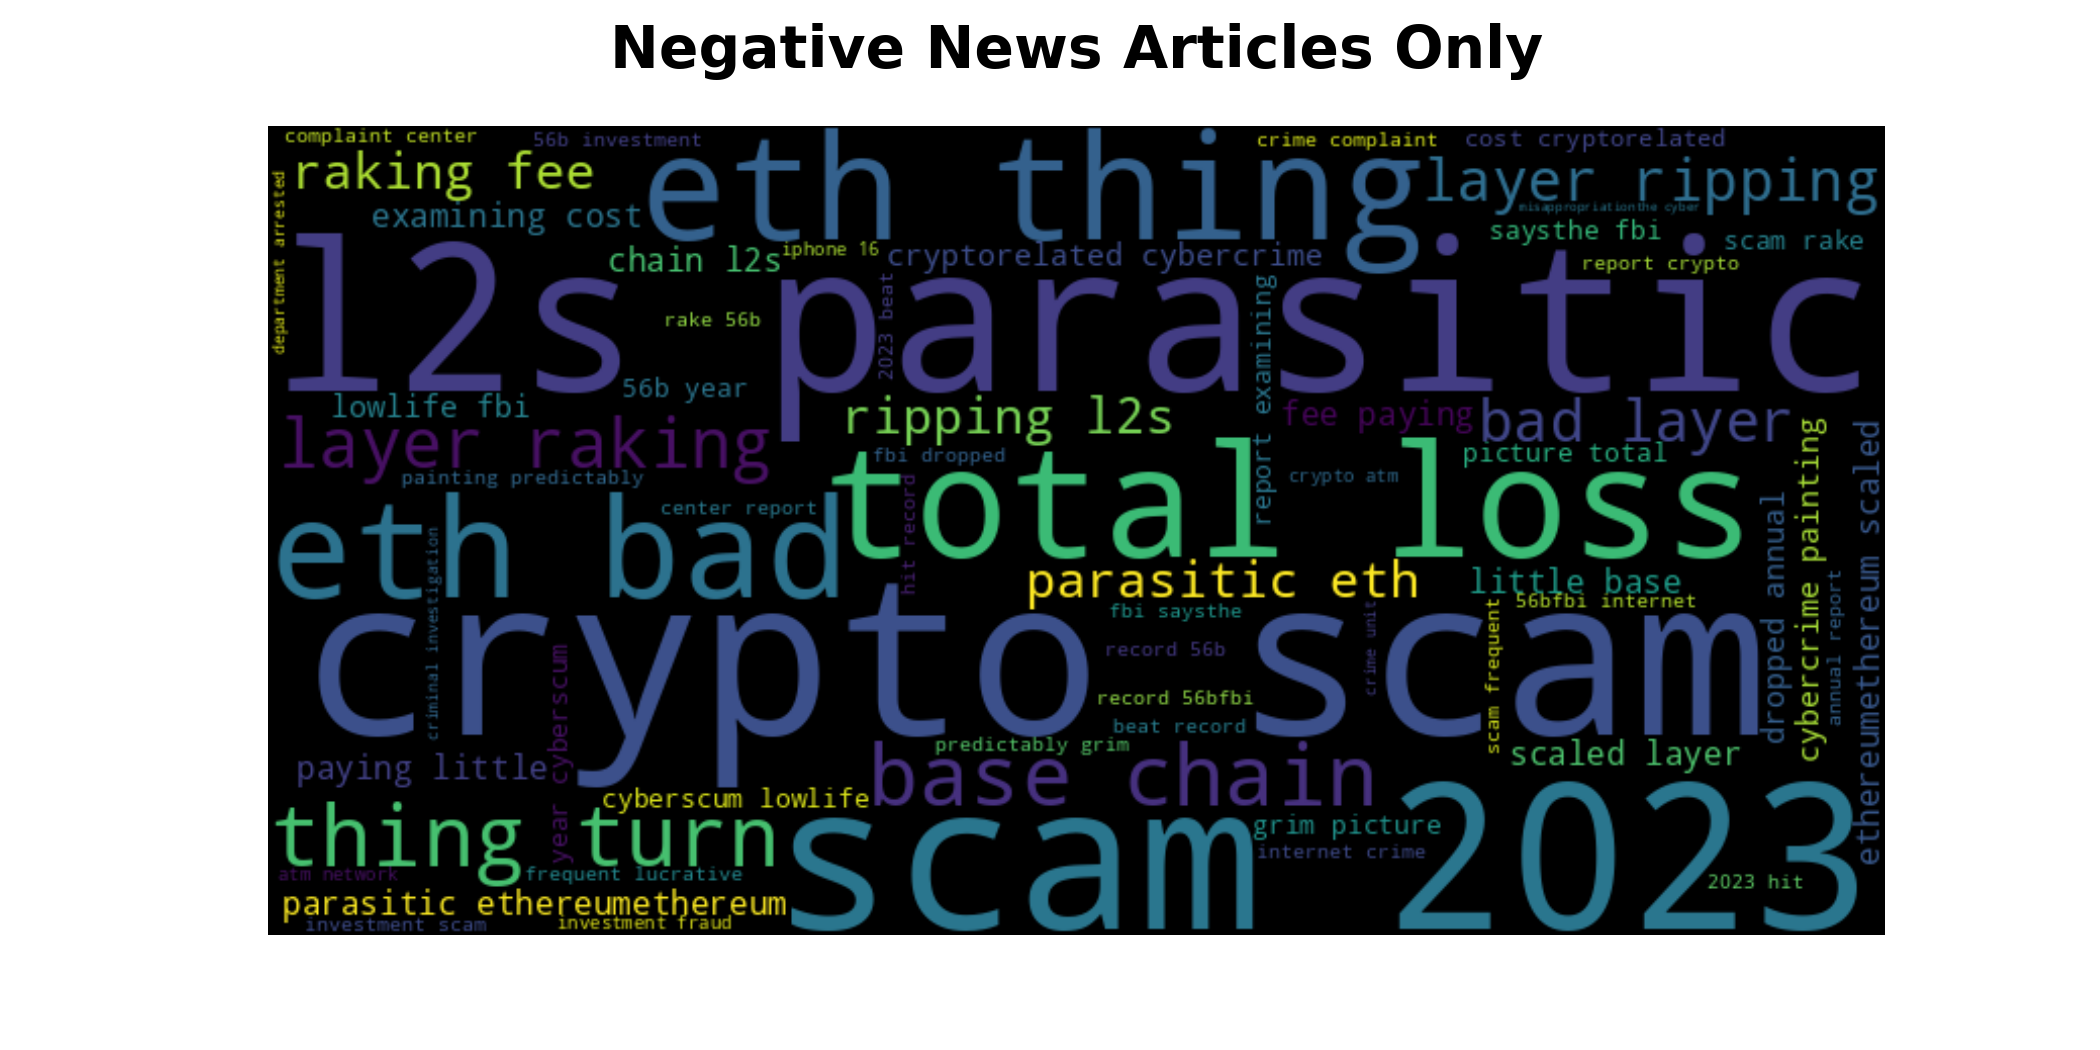 Negative News Articles Only
complaint center
56b investment
crime complaint
cost cryptorelated
raking fee
eth thing
layer ripping
examining cost
misappropriationthe cyber
saysthe fbi
scam rake
department arrested
chain l2s
iphone 16
cryptorelated cybercrime
report crypto
l2s parasitic
rake 56b
2023 beat
report examining
56b year
lowlife fbi
ripping l2s
fee paying
bad layer
layer raking
fbi dropped
picture total
painting predictably
total loss
crypto atm
cybercrime painting
ethereumethereum scaled
eth bad
center report
hit record
dropped annual
criminal investigation
parasitic eth
little base
annual report
fbi saysthe
56bfbi internet
crypto scam
record 56b
crime unit
scam frequent
record 56bfbi
beat record
year cyberscum
predictably grim
scaled layer
paying little
base chain
cyberscum lowlife
thing turn
scam 2023
grim picture
internet crime
atm network
frequent lucrative
2023 hit
parasitic ethereumethereum
investment scam
investment fraud